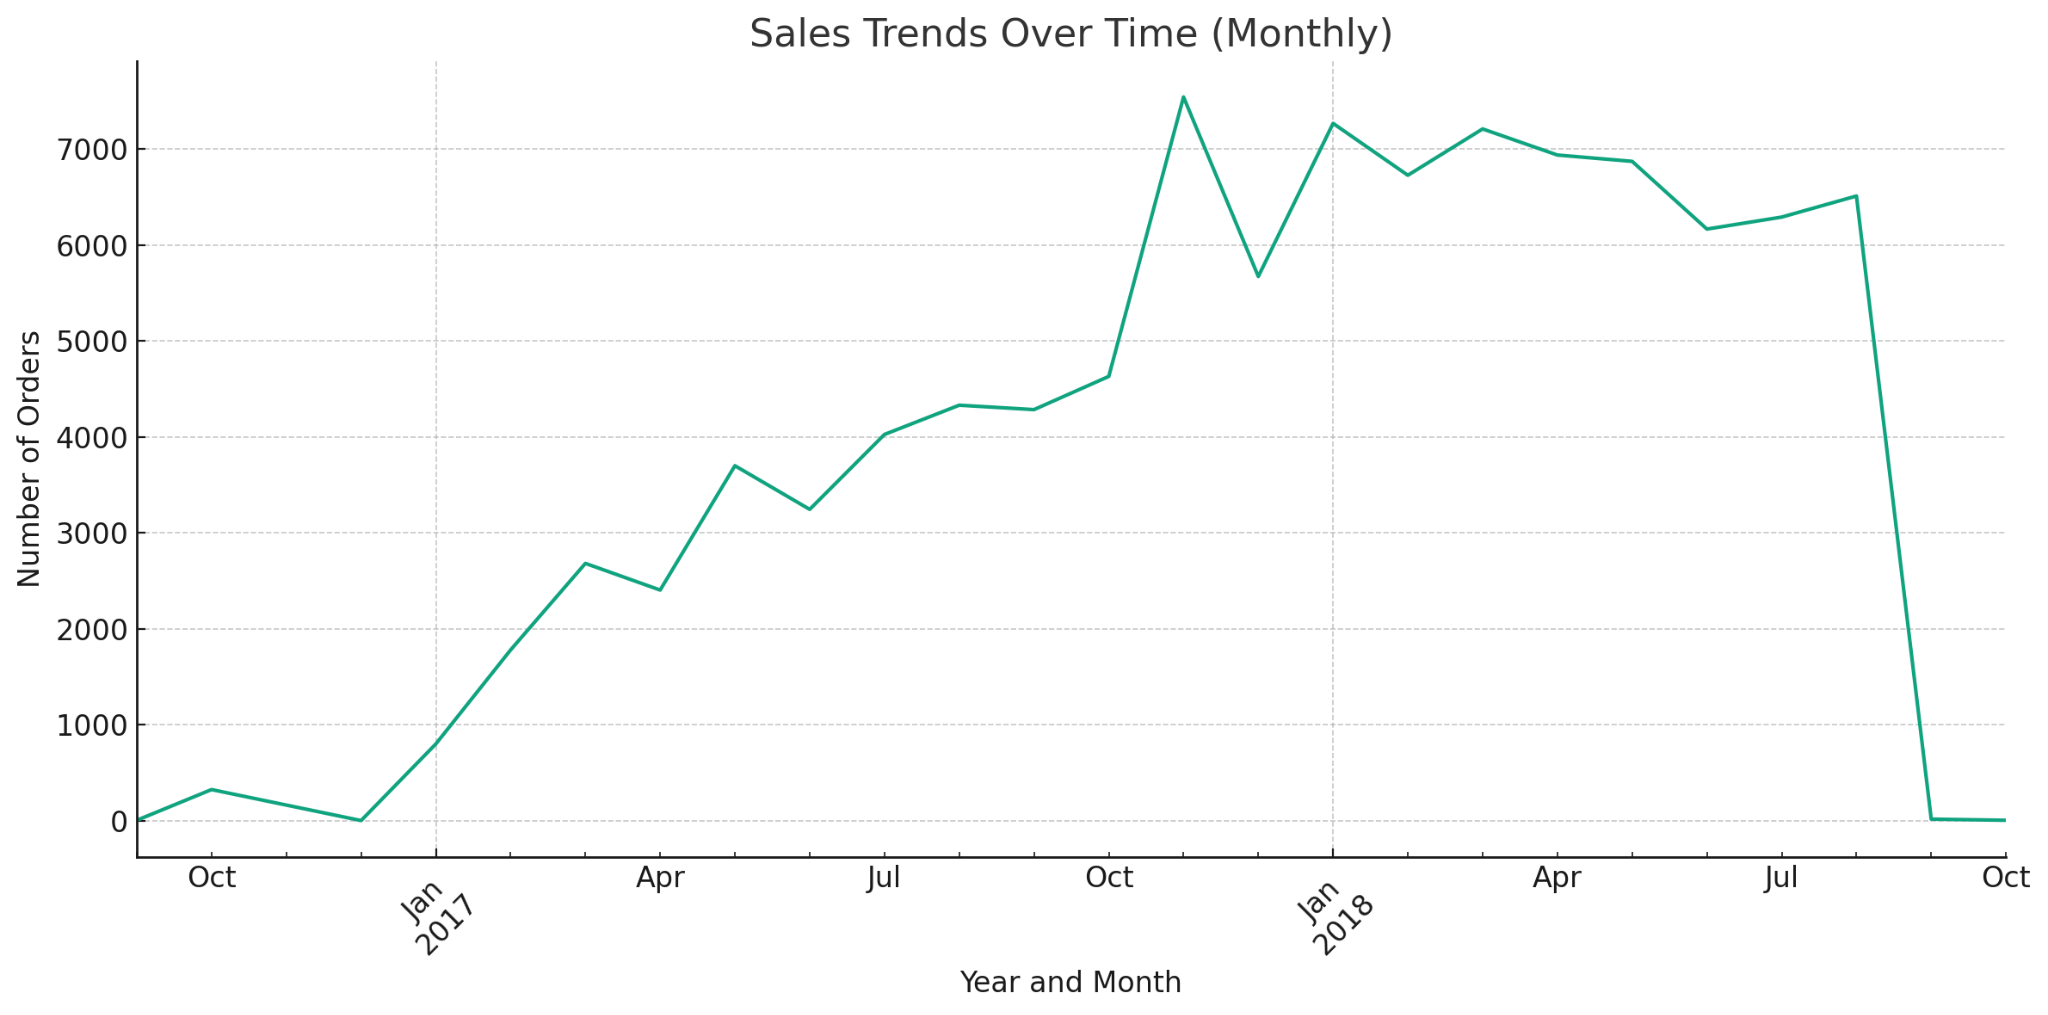 Sales Trends Over Time (Monthly)
Number of Orders
7000
6000
5000
4000
3000
2000
1000
0
Oct
Jan
2017
Apr
Jul
Oct
Jan
2018
Apr
Jul
Oct
Year and Month